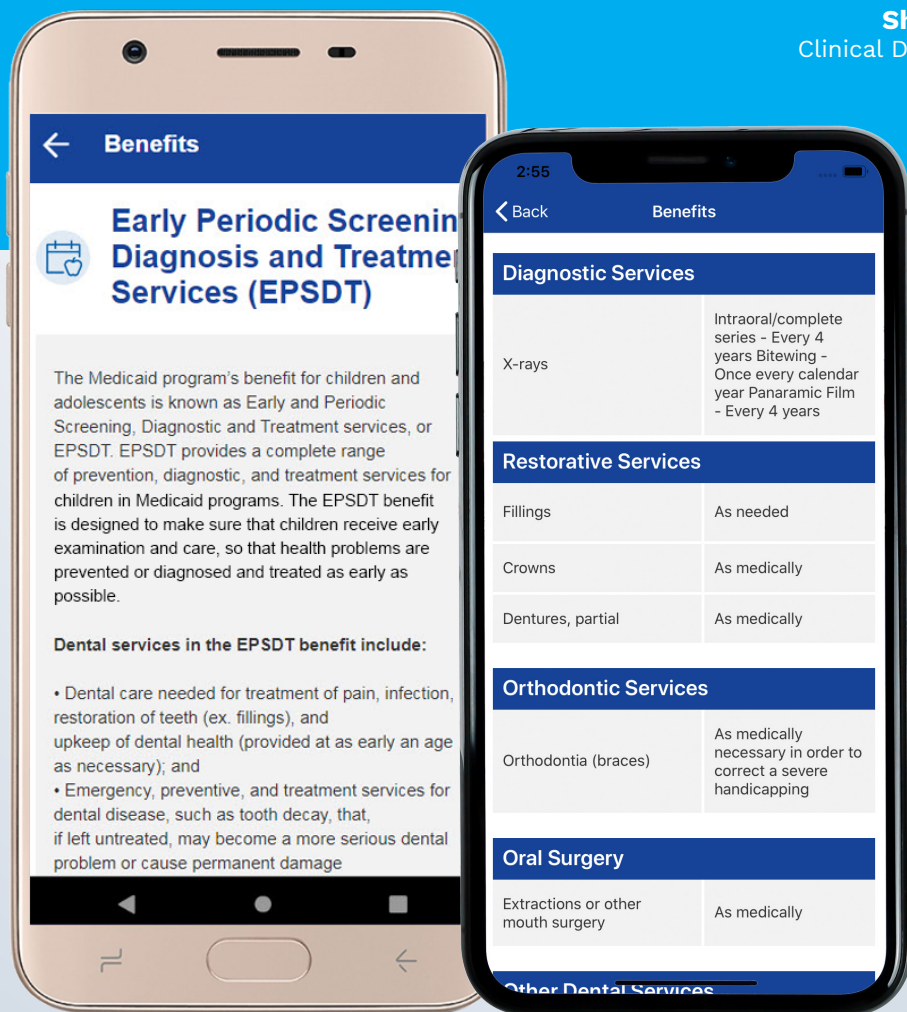 Clinical
Benefits
Early Periodic
Diagnosis and
Services (EPSDT)
The Medicaid program's benefit for children and
adolescents is known as Early and Periodic
Screening, Diagnostic and Treatment services, or
EPSDT. EPSDT provides a complete range
of prevention, diagnostic, and treatment services for
children in Medicaid programs. The EPSDT benefit
is designed to make sure that children receive early
examination and care, so that health problems are
prevented or diagnosed and treated as early as
possible.
Dental services in the EPSDT benefit include:
• Dental care needed for treatment of pain, infection,
restoration of teeth (ex. fillings), and
upkeep of dental health (provided at as early an age
as necessary); and
• Emergency, preventive, and treatment services for
dental disease, such as tooth decay, that,
if left untreated, may become a more serious dental
problem or cause permanent damage
2:55
Back
Benefits
Diagnostic Services
X-rays
Intraoral/complete
series - Every 4
years Bitewing -
Once every calendar
year Panaramic Film
- Every 4 years
Restorative Services
Fillings
As needed
Crowns
As medically
Dentures, partial
As medically
Orthodontic Services
Orthodontia (braces)
As medically
necessary in order to
correct a severe
handicapping
Oral Surgery
Extractions or other
mouth surgery
As medically
Other Dental Services